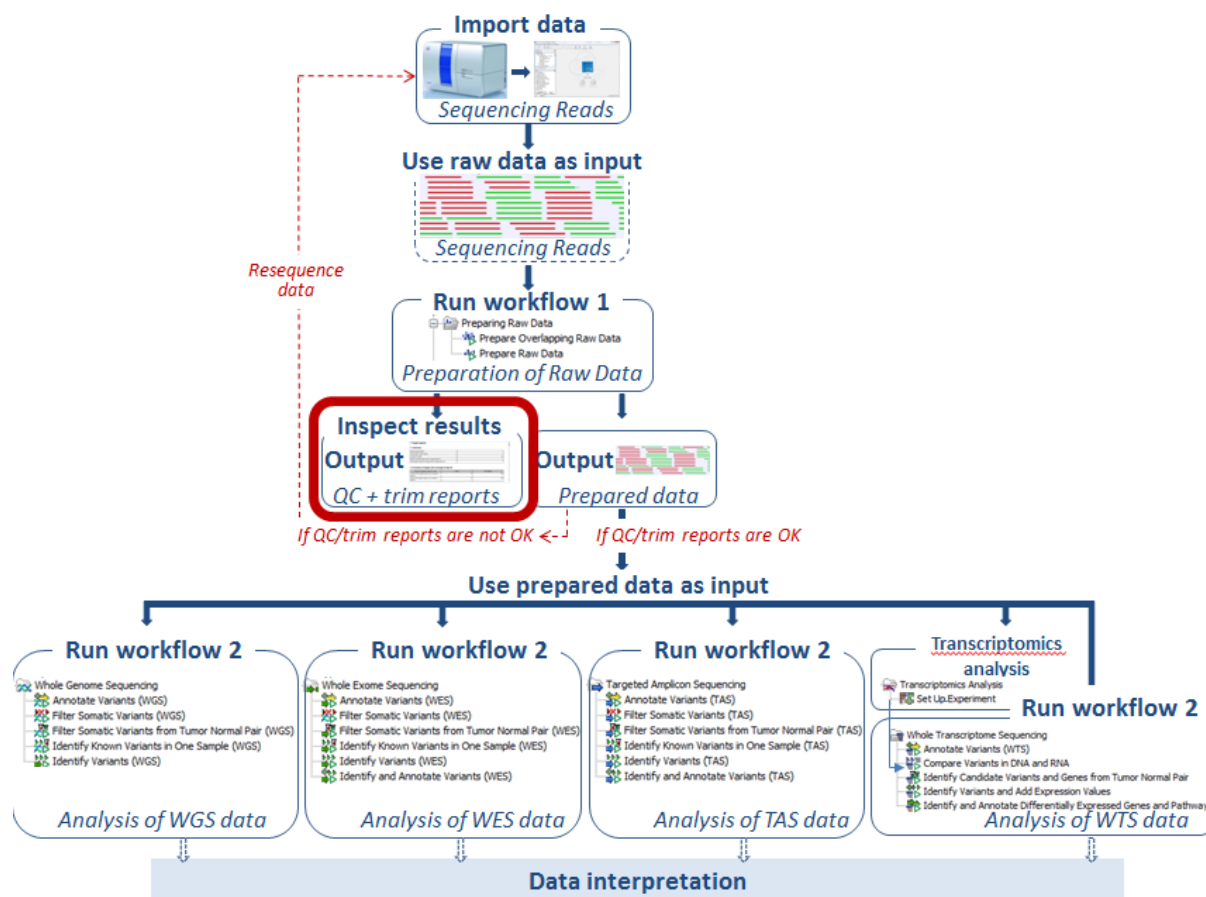 Import data
Sequencing Reads
Use raw data as input
Sequencing Reads
Resequence
data
Run workflow 1
Preparing Raw Data
Prepare Overlapping Raw Data
Prepare Raw Data
Preparation of Raw Data
Inspect results
Output
QC + trim reports
Output
Prepared data
If QC/trim reports are not OK
If QC/trim reports are OK
Use prepared data as input
Run workflow 2
Whole Genome Sequencing
Annotate Variants (WGS)
Filter Somatic Variants (WGS)
Filter Somatic Variants from Tumor Normal Pair (WGS)
Identify Known Variants in One Sample (WGS)
Identify Variants (WGS)
Analysis of WGS data
Run workflow 2
Whole Exome Sequencing
Annotate Variants (WES)
Filter Somatic Variants (WES)
Filter Somatic Variants from Tumor Normal Pair (WES)
Identify Known Variants in One Sample (WES)
Identify Variants (WES)
Identify and Annotate Variants (WES)
Analysis of WES data
Run workflow 2
Targeted Amplicon Sequencing
Annotate Variants (TAS)
Filter Somatic Variants (TAS)
Filter Somatic Variants from Tumor Normal Pair (TAS)
Identify Known Variants in One Sample (TAS)
Identify Variants (TAS)
Identify and Annotate Variants (TAS)
Analysis of TAS data
Transcriptomics
analysis
Transcriptomics Analysis
Set Up Experiment
Run workflow 2
Whole Transcriptome Sequencing
Annotate Variants (WTS)
Compare Variants in DNA and RNA
Identify Candidate Variants and Genes from Tumor Normal Pair
Identify Variants and Add Expression Values
Identify and Annotate Differentially Expressed Genes and Pathway
Analysis of WTS data
Data interpretation